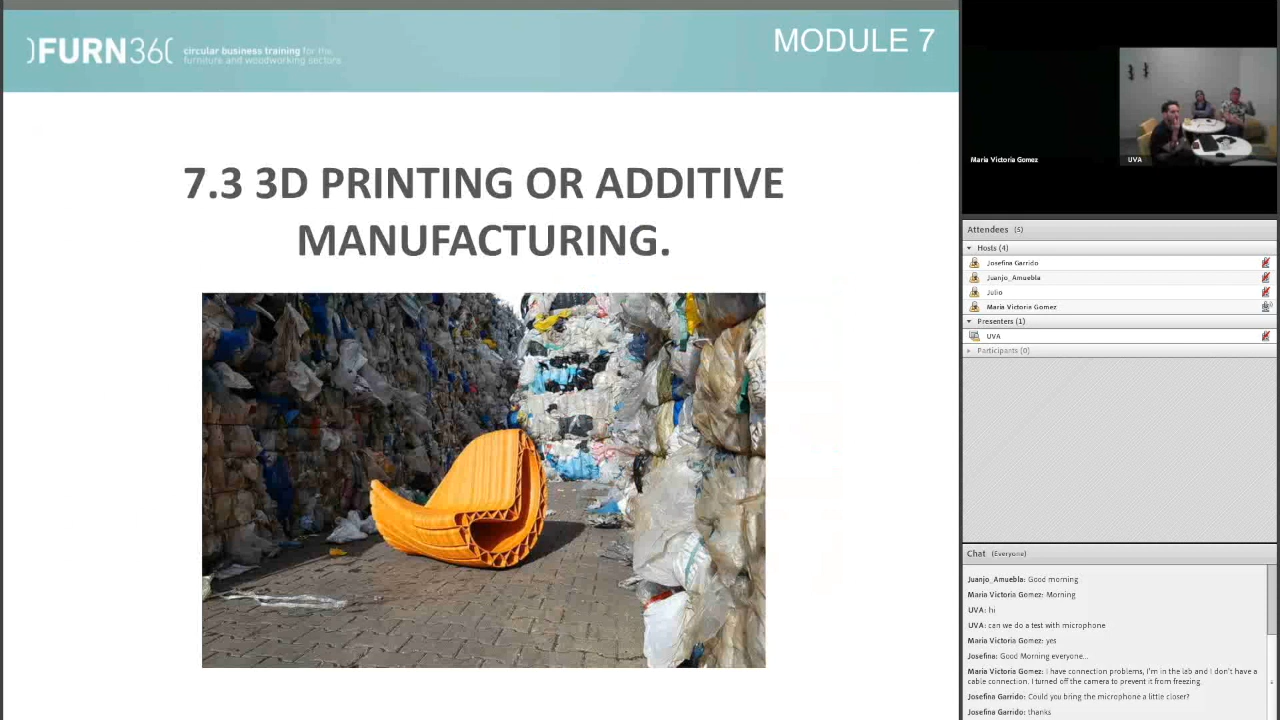 )FURN36(
circular business training for the
furniture and woodworking sectors
MODULE 7
7.3 3D PRINTING OR ADDITIVE
MANUFACTURING.
Maria Victoria Gomez
UVA
Attendees (5)
Hosts (4)
Josefina Garrido
Juanjo_Amuebla
Julio
Maria Victoria Gomez
Presenters (1)
UVA
Participants (0)
Chat (Everyone)
Juanjo_Amuebla: Good morning
Maria Victoria Gomez: Morning
UVA: hi
UVA: can we do a test with microphone
Maria Victoria Gomez: yes
Josefina: Good Morning everyone...
Maria Victoria Gomez: I have connection problems, I'm in the lab and I don't have a
cable connection. I turned off the camera to prevent it from freezing
Josefina Garrido: Could you bring the microphone a little closer?
Josefina Garrido: thanks